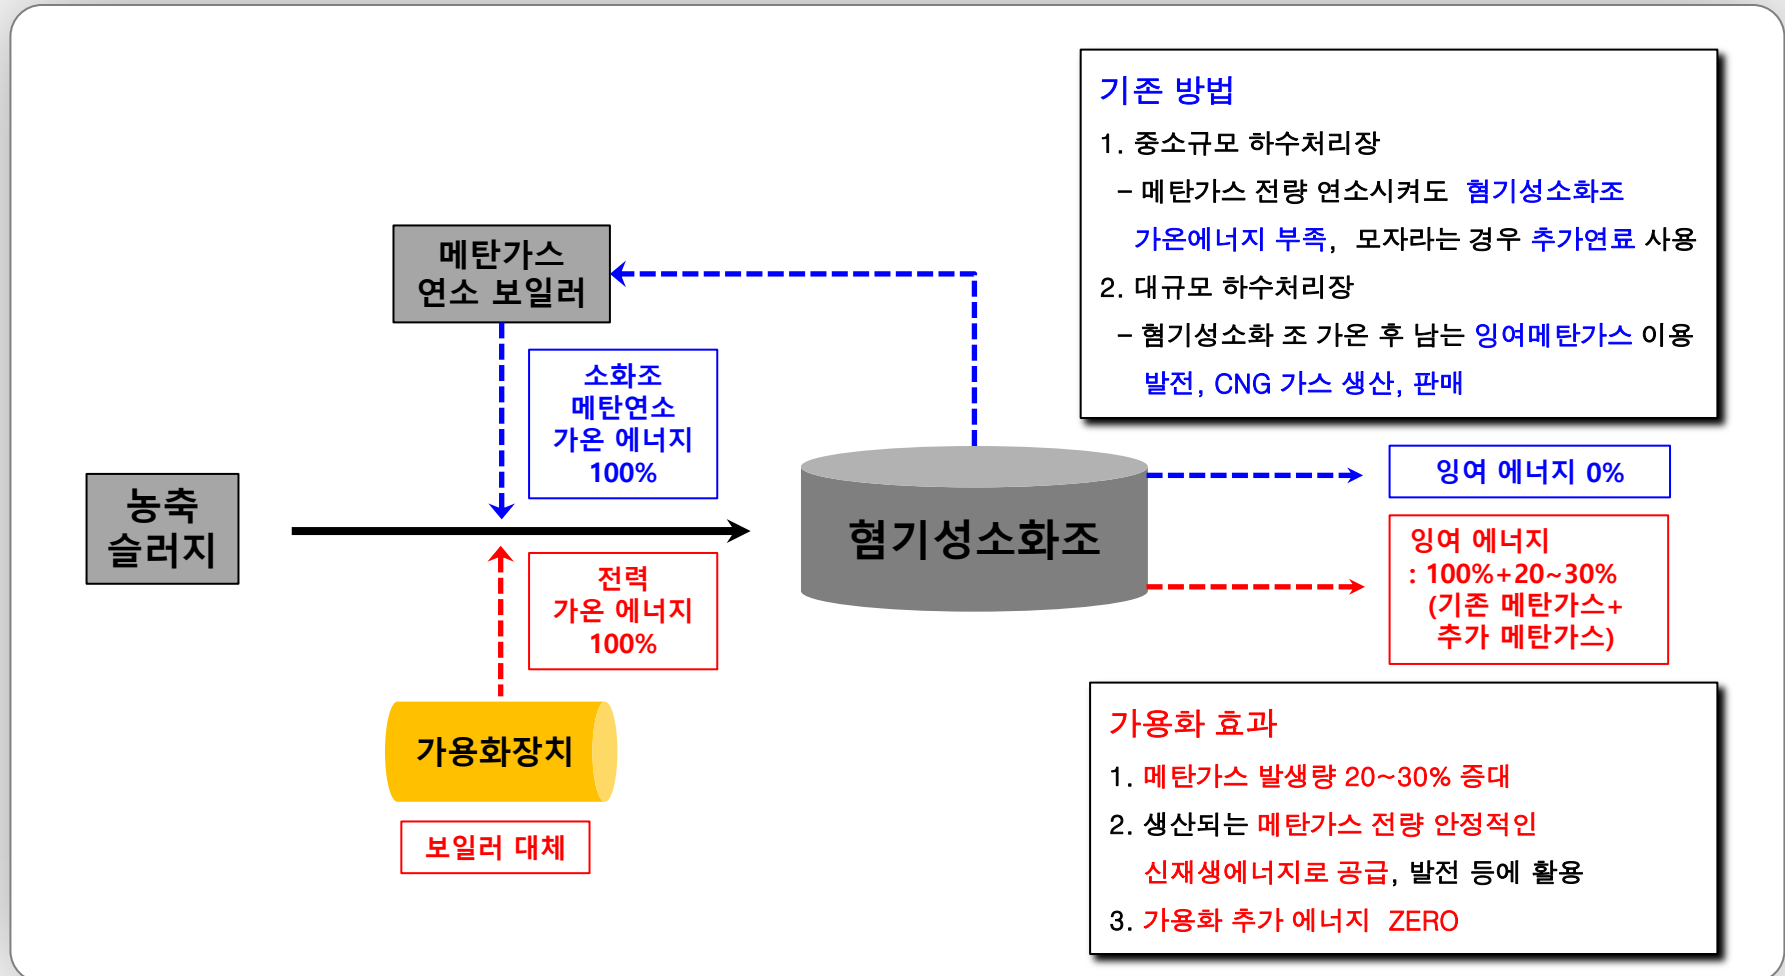 기존 방법
1. 중소규모 하수처리장
– 메탄가스 전량 연소시켜도 혐기성소화조
가온에너지 부족, 모자라는 경우 추가연료 사용
2. 대규모 하수처리장
– 혐기성소화 조 가온 후 남는 잉여메탄가스 이용
발전, CNG 가스 생산, 판매
메탄가스
연소 보일러
소화조
메탄연소
가온 에너지
100%
농축
슬러지
혐기성소화조
잉여 에너지 0%
잉여 에너지
: 100%+20~30%
(기존 메탄가스+
추가 메탄가스)
전력
가온 에너지
100%
가용화장치
보일러 대체
가용화 효과
1. 메탄가스 발생량 20~30% 증대
2. 생산되는 메탄가스 전량 안정적인
신재생에너지로 공급, 발전 등에 활용
3. 가용화 추가 에너지 ZERO